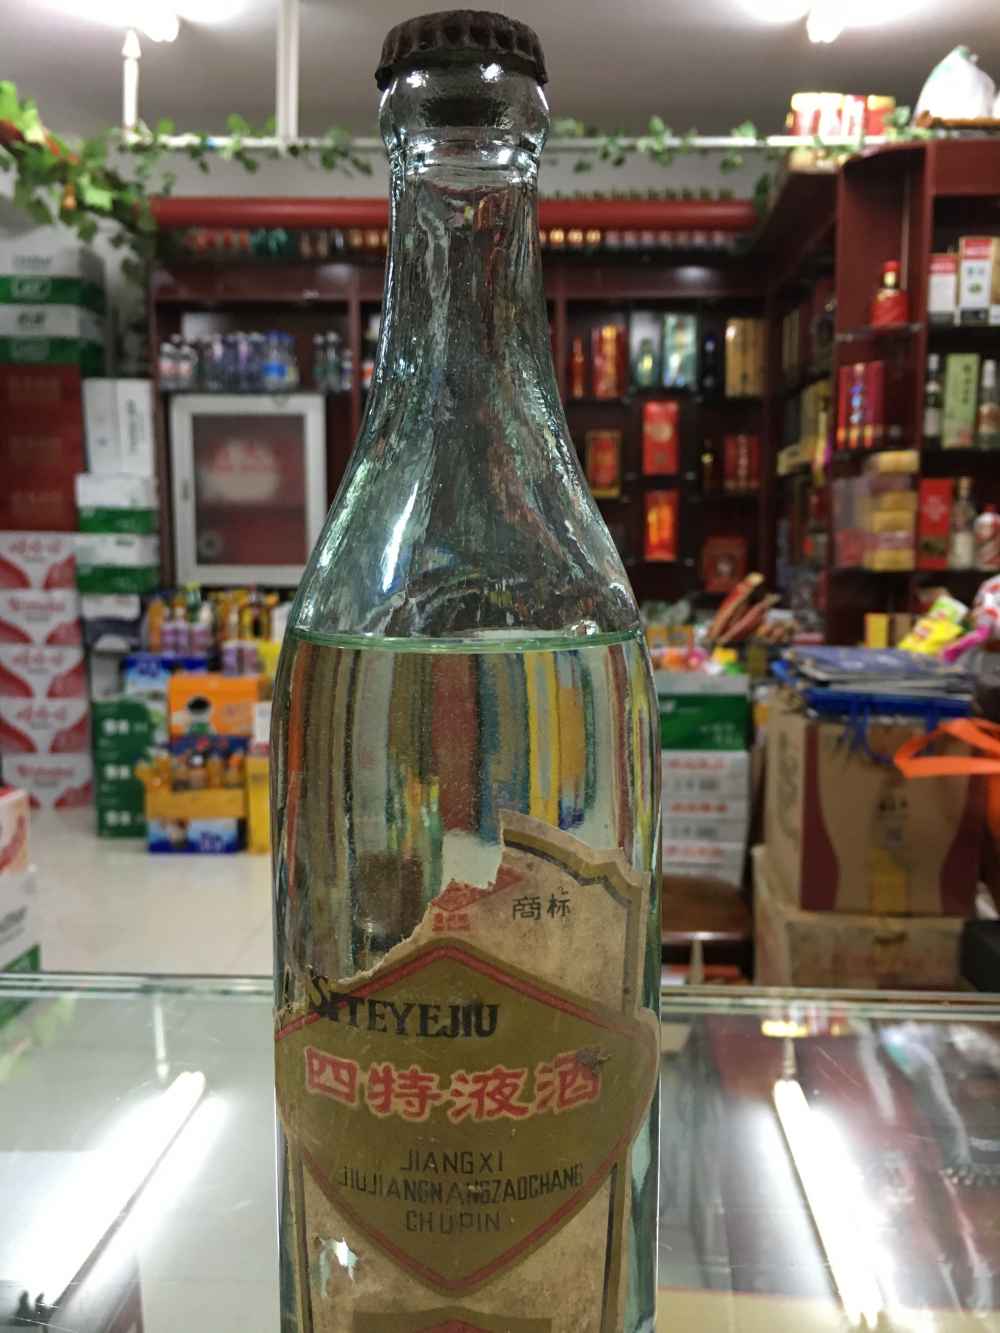 商标
SITEYEJIU
四特液酒
JIANGXI
JIUJIANGNIANGZAOCHANG
CHUPIN